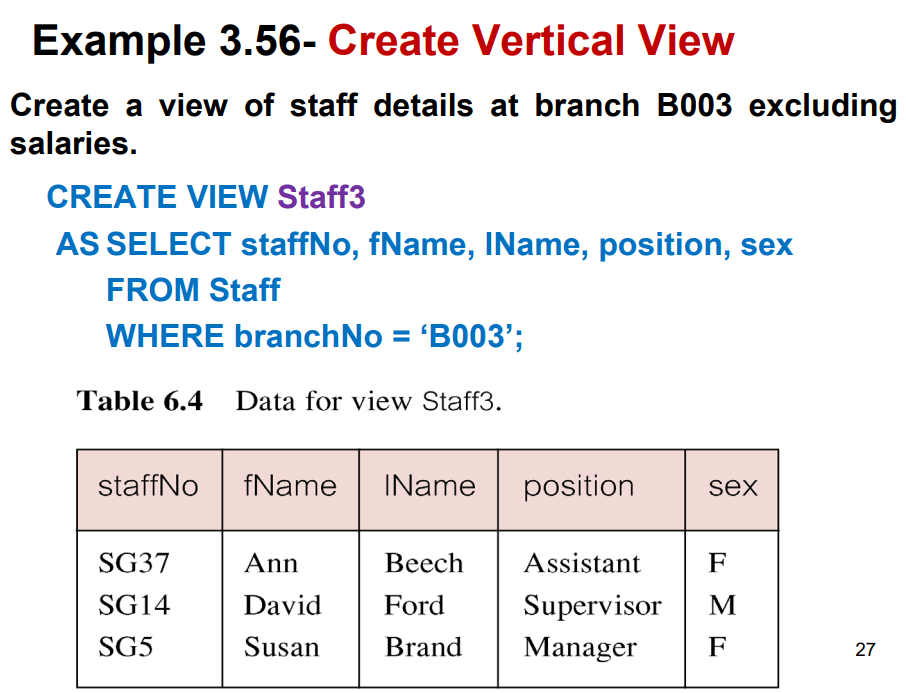 Example 3.56- Create Vertical View
Create a view of staff details at branch B003 excluding
salaries.
CREATE VIEW Staff3
AS SELECT staffNo, fName, lName, position, sex
FROM Staff
WHERE branchNo = ‘B003’;
Table 6.4 Data for view Staff3.
staffNo fName lName position sex
SG37 Ann Beech Assistant F
SG14 David Ford Supervisor M
SG5 Susan Brand Manager F
27